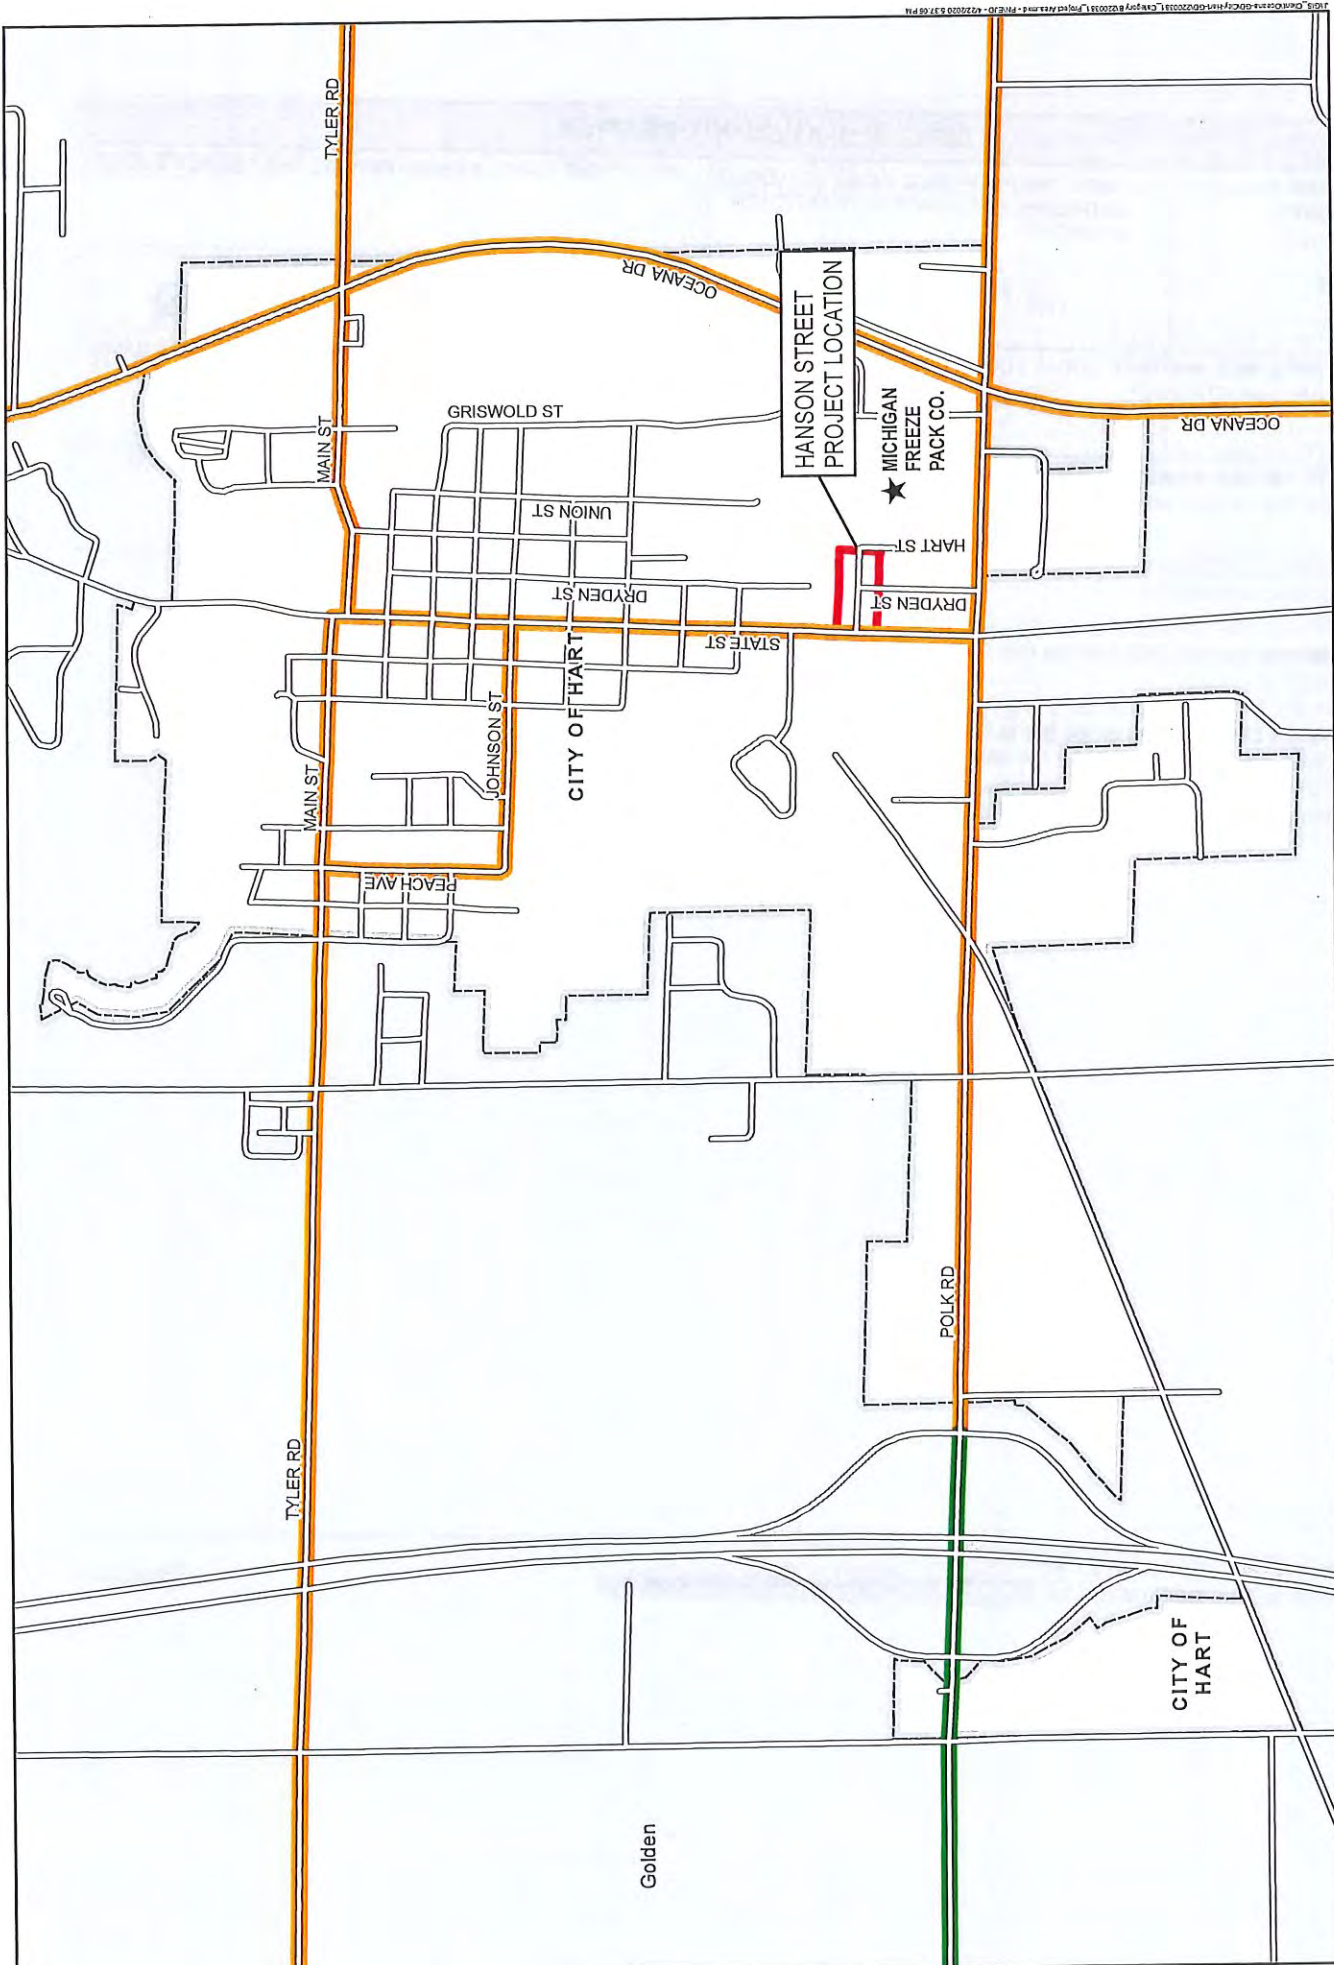 TYLER RD
TYLER RD
MAIN ST
MAIN ST
TYLER RD
PEACH AVE
JOHNSON ST
GRISWOLD ST
UNION ST
DRYDEN ST
CITY OF HART
OCEANA DR
Golden
STATE ST
HANSON STREET
PROJECT LOCATION
MICHIGAN
FREEZE
PACK CO.
HART ST
DRYDEN ST
POLK RD
OCEANA DR
CITY OF
HART